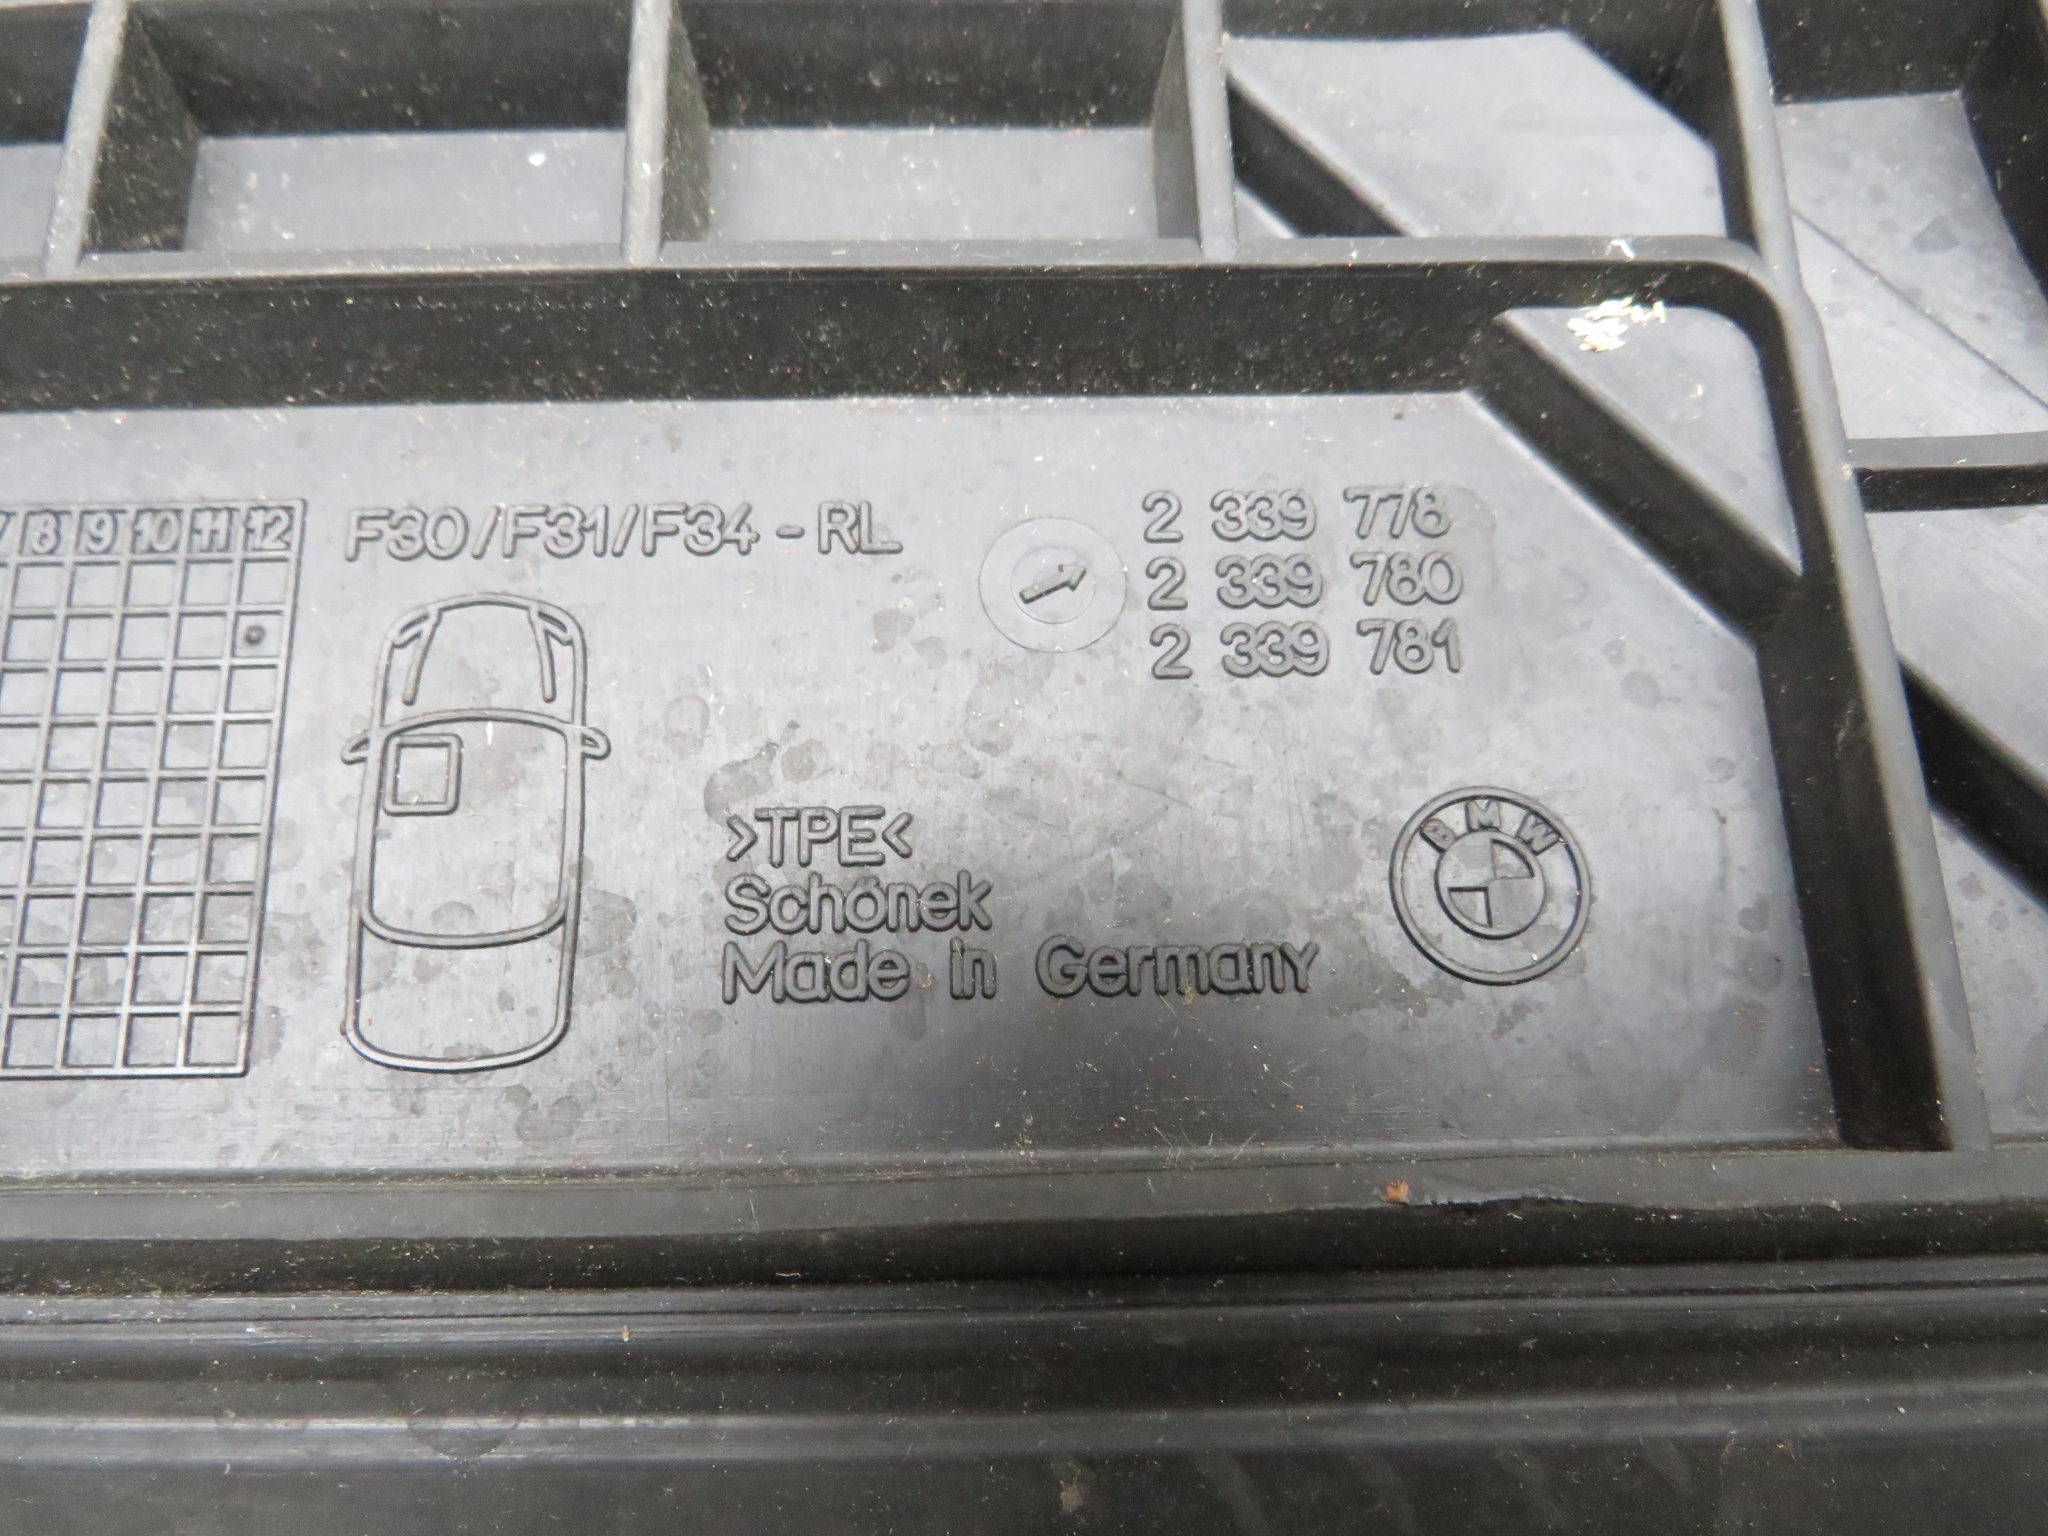 8 9 10 11 12
F30/F31/F34-RL
2 339 778
2 339 780
2 339 781
>TPE<
Schönek
Made in Germany
BMW